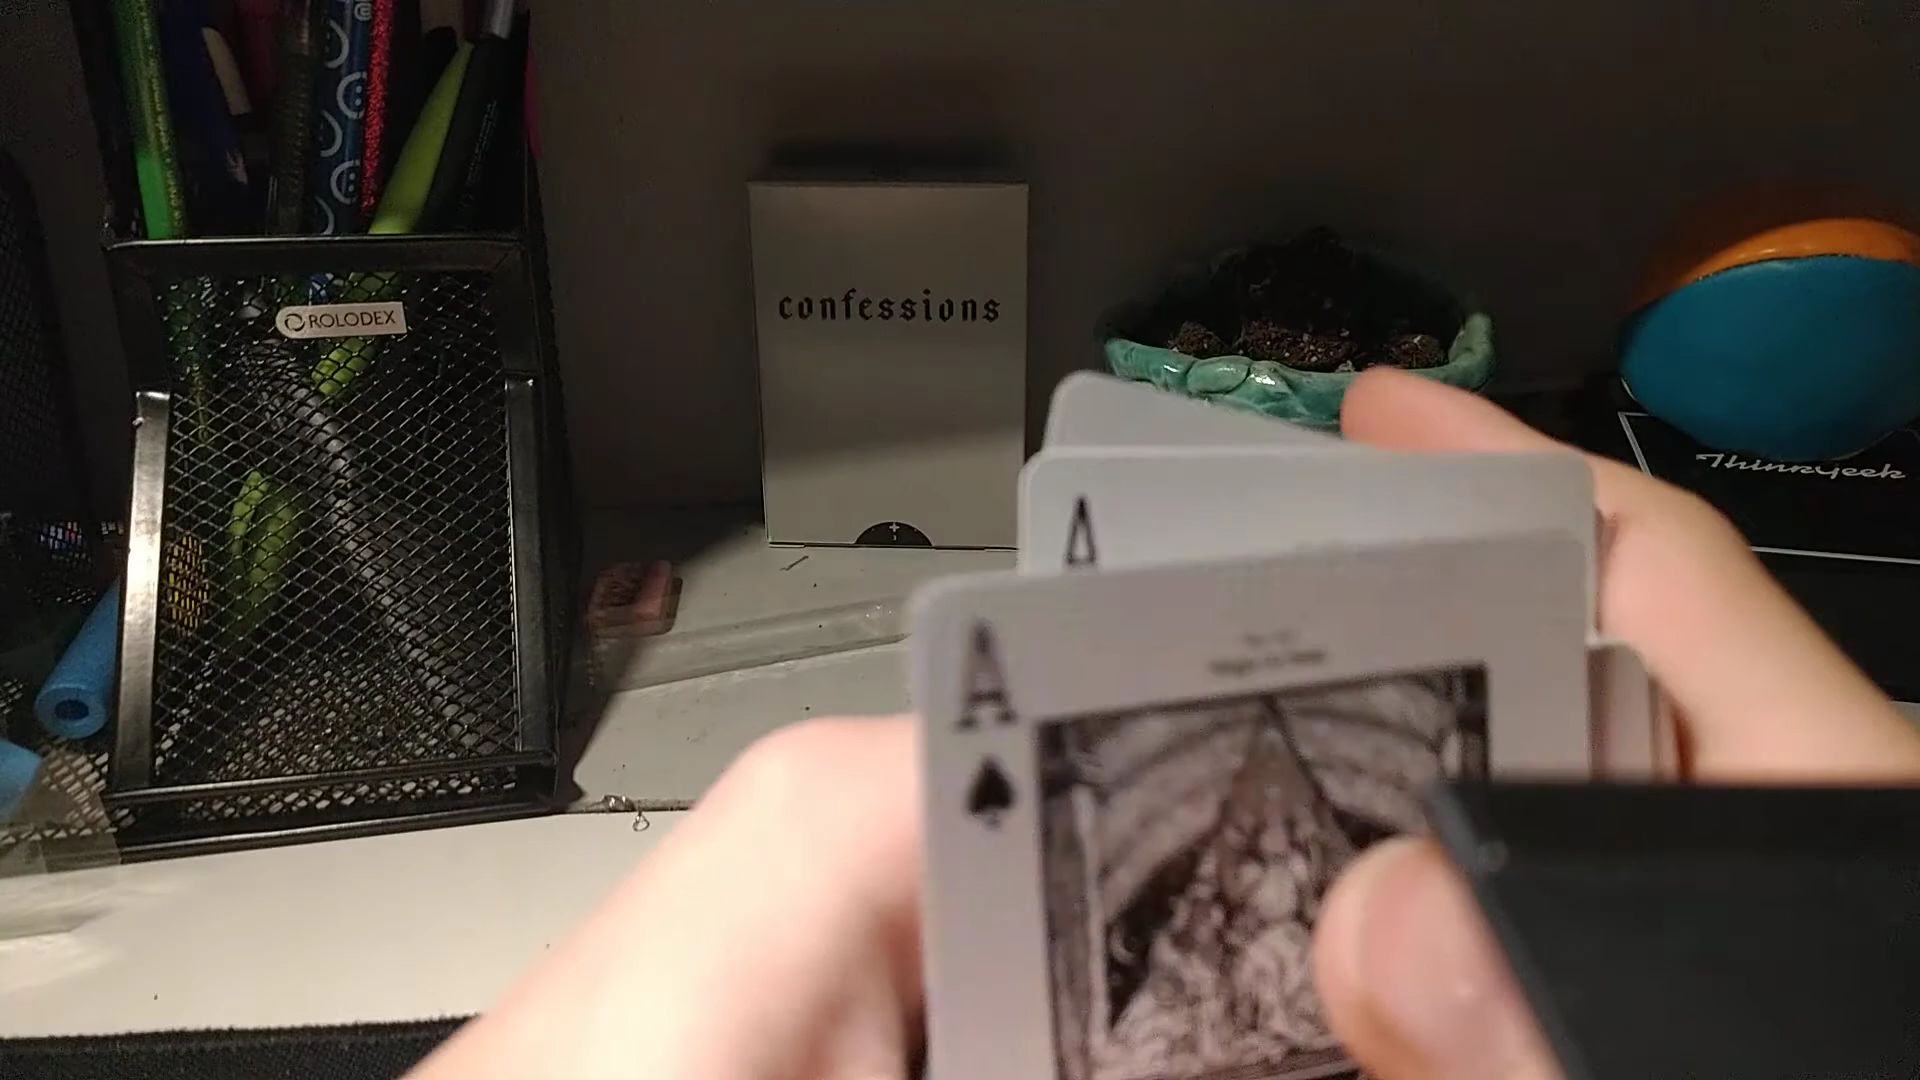 ROLODEX
confessions
ThinkGeek
A
A